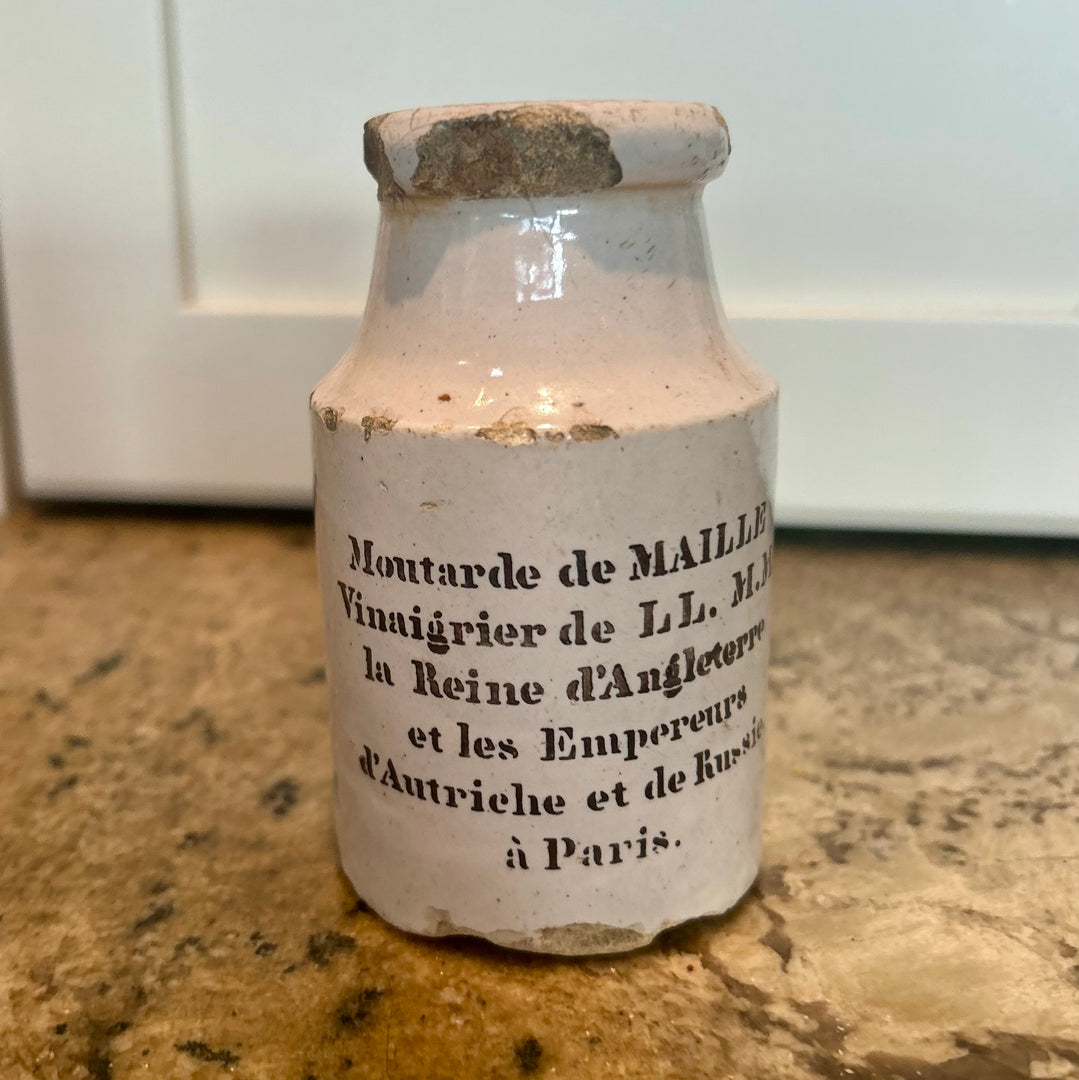 Moutarde de MAILLE
Vinaigrier de LL. M.M
la Reine d'Angleterre
et les Empereurs
d'Autriche et de Russie.
à Paris.